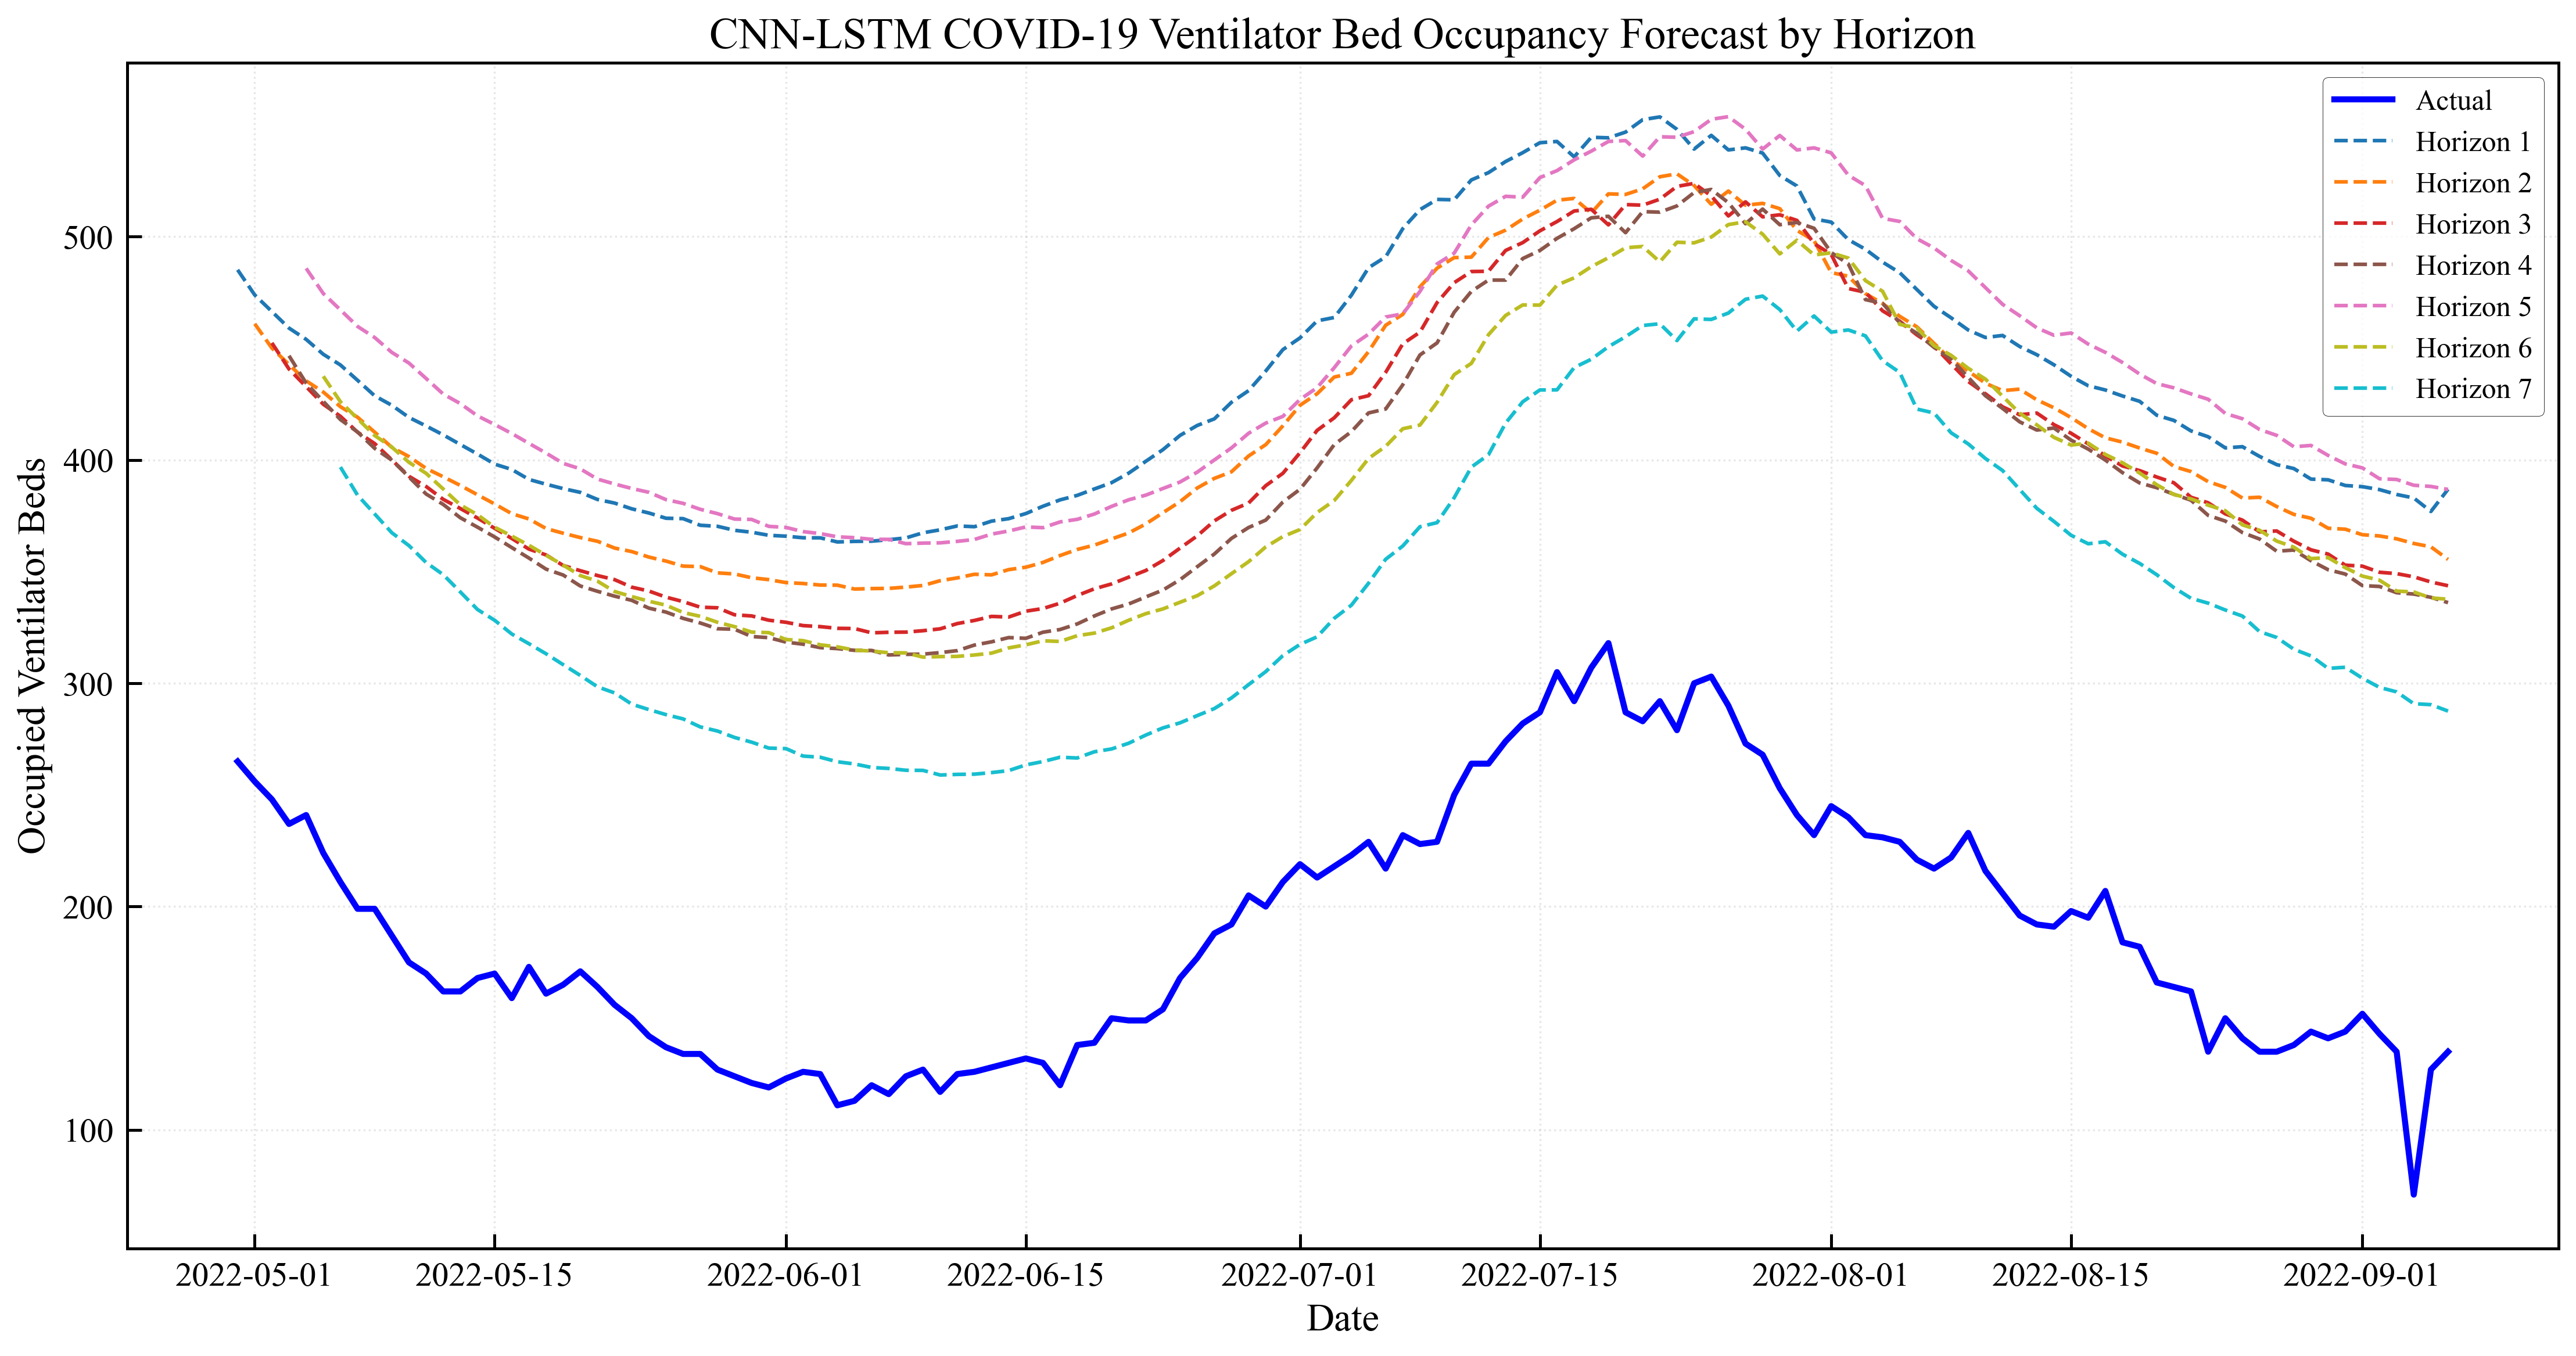 CNN-LSTM COVID-19 Ventilator Bed Occupancy Forecast by Horizon
Actual
Horizon 1
Horizon 2
Horizon 3
Horizon 4
Horizon 5
Horizon 6
Horizon 7
Occupied Ventilator Beds
500
400
300
200
100
2022-05-01 2022-05-15 2022-06-01 2022-06-15 2022-07-01 2022-07-15 2022-08-01 2022-08-15 2022-09-01
Date